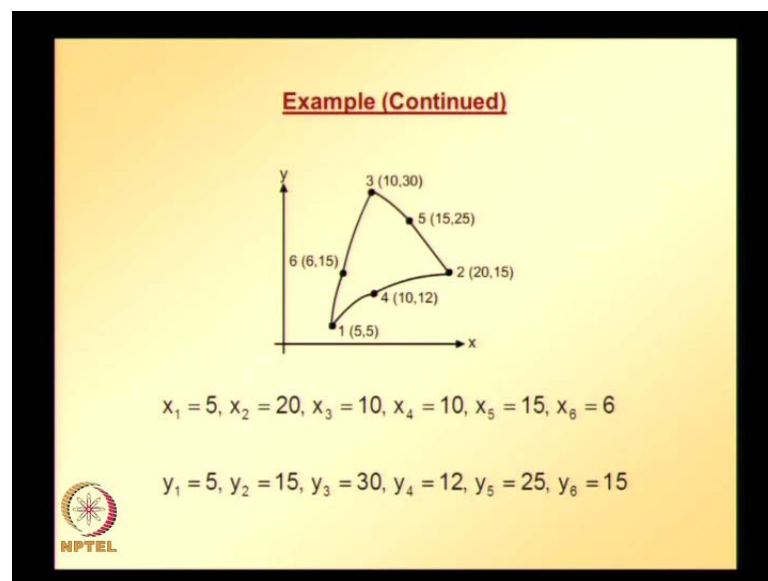 Example (Continued)
y
3 (10,30)
5 (15,25)
6 (6,15)
2 (20,15)
4 (10,12)
1 (5,5)
x
x₁ = 5, x₂ = 20, x₃ = 10, x₄ = 10, x₅ = 15, x₆ = 6
y₁ = 5, y₂ = 15, y₃ = 30, y₄ = 12, y₅ = 25, y₆ = 15
NPTEL